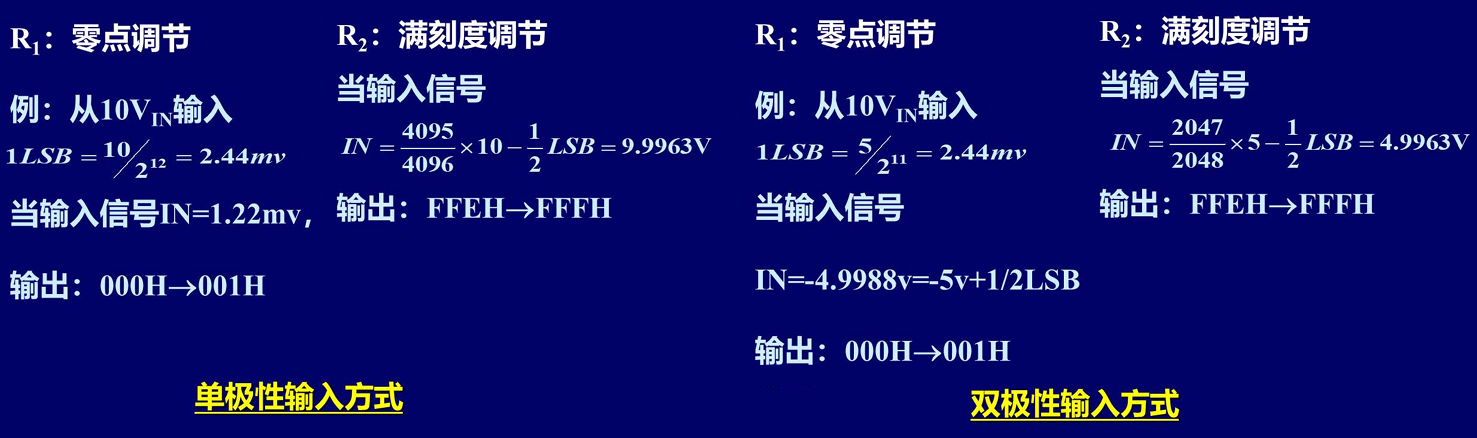 R1：零点调节
例：从10VIN输入
1LSB = 10/2^12 = 2.44mv
当输入信号IN=1.22mv，
输出：000H→001H
R2：满刻度调节
当输入信号
IN = 4095/4096 ×10 − 1/2 LSB = 9.9963V
输出：FFEH→FFFH
单极性输入方式
R1：零点调节
例：从10VIN输入
1LSB = 5/2^11 = 2.44mv
当输入信号
IN=-4.9988v=-5v+1/2LSB
输出：000H→001H
R2：满刻度调节
当输入信号
IN = 2047/2048 ×5 − 1/2 LSB = 4.9963V
输出：FFEH→FFFH
双极性输入方式